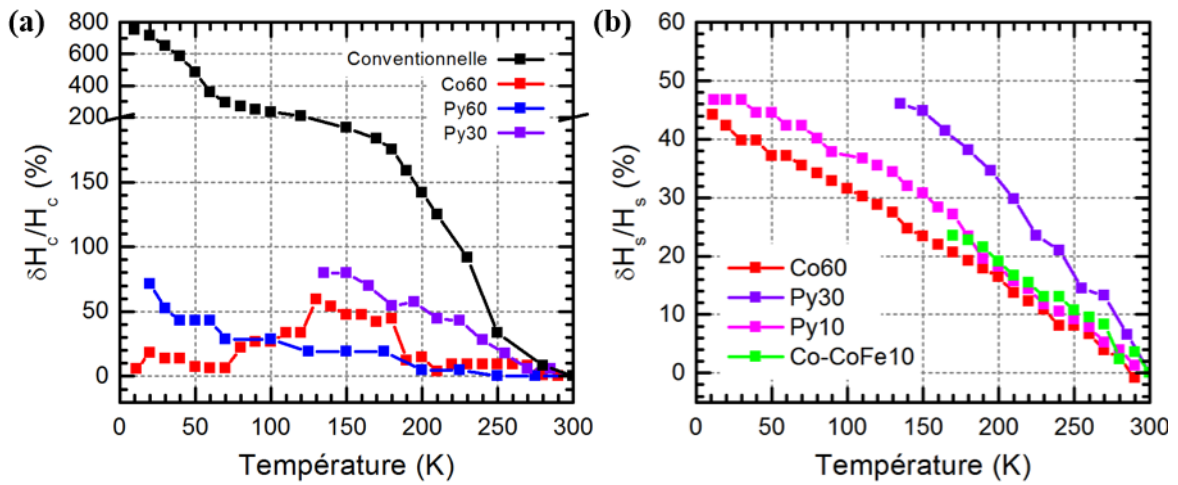 (a)
δHc/Hc (%)
800
600
400
200
150
100
50
0
Conventionnelle
Co60
Py60
Py30
0 50 100 150 200 250 300
Température (K)
(b)
δHs/Hs (%)
60
50
40
30
20
10
0
Co60
Py30
Py10
Co-CoFe10
0 50 100 150 200 250 300
Température (K)